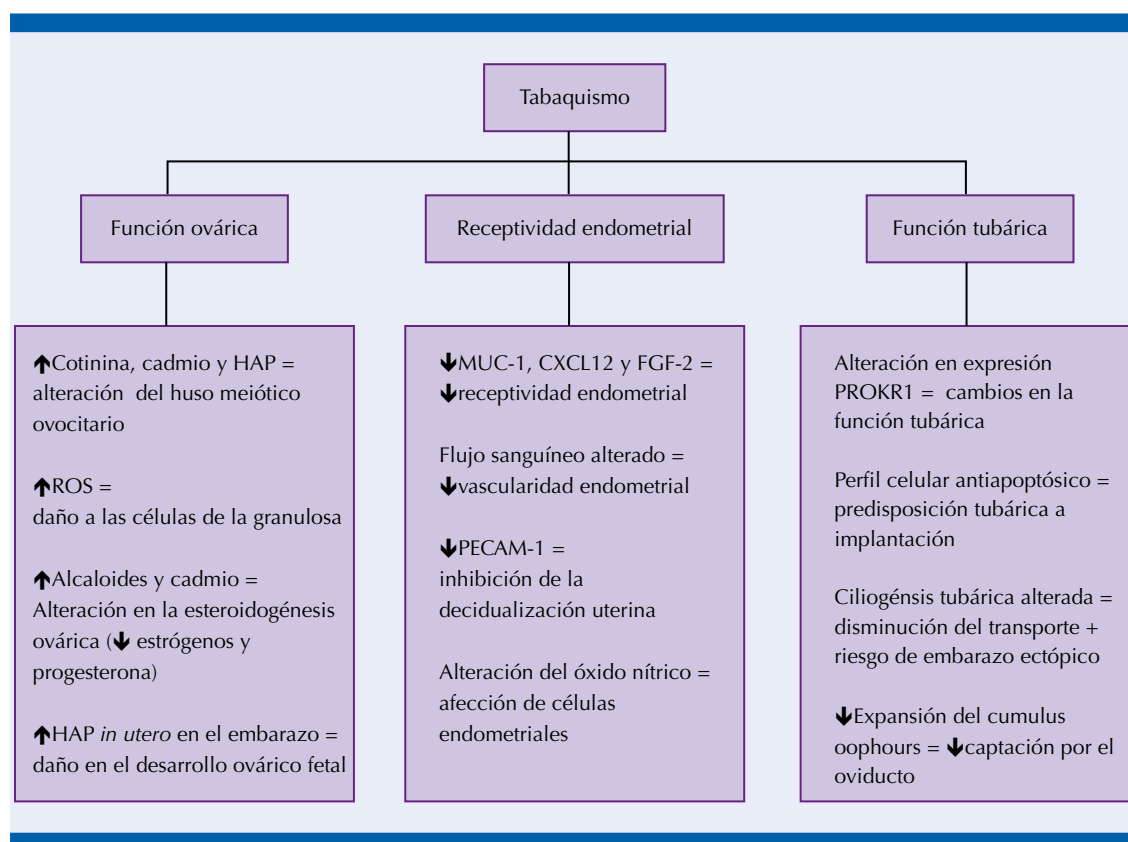 Tabaquismo
Función ovárica
Receptividad endometrial
Función tubárica
🡹Cotinina, cadmio y HAP =
alteración del huso meiótico
ovocitario
🡹ROS =
daño a las células de la granulosa
🡹Alcaloides y cadmio =
Alteración en la esteroidogénesis
ovárica (🡻 estrógenos y
progesterona)
🡹HAP in utero en el embarazo =
daño en el desarrollo ovárico fetal
🡻MUC-1, CXCL12 y FGF-2 =
🡻receptividad endometrial
Flujo sanguíneo alterado =
🡻vascularidad endometrial
🡻PECAM-1 =
inhibición de la
decidualización uterina
Alteración del óxido nítrico =
afección de células
endometriales
Alteración en expresión
PROKR1 = cambios en la
función tubárica
Perfil celular antiapoptósico =
predisposición tubárica a
implantación
Ciliogénsis tubárica alterada =
disminución del transporte +
riesgo de embarazo ectópico
🡻Expansión del cumulus
oophours = 🡻captación por el
oviducto